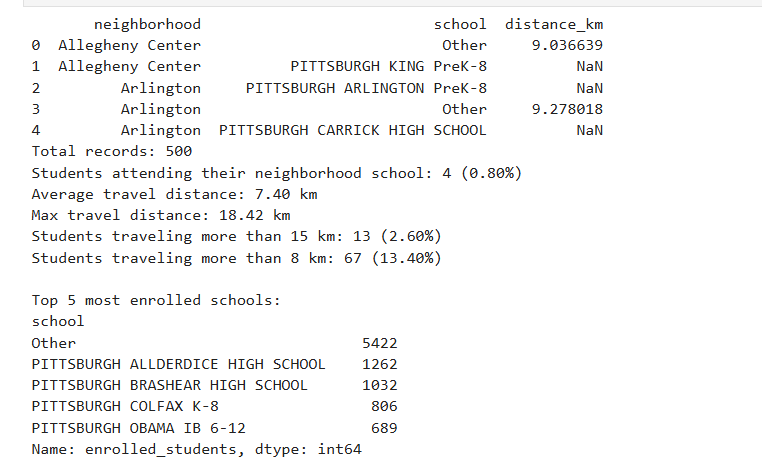 neighborhood school distance_km
0 Allegheny Center Other 9.036639
1 Allegheny Center PITTSBURGH KING PreK-8 NaN
2 Arlington PITTSBURGH ARLINGTON PreK-8 NaN
3 Arlington Other 9.278018
4 Arlington PITTSBURGH CARRICK HIGH SCHOOL NaN
Total records: 500
Students attending their neighborhood school: 4 (0.80%)
Average travel distance: 7.40 km
Max travel distance: 18.42 km
Students traveling more than 15 km: 13 (2.60%)
Students traveling more than 8 km: 67 (13.40%)
Top 5 most enrolled schools:
school
Other 5422
PITTSBURGH ALLDERDICE HIGH SCHOOL 1262
PITTSBURGH BRASHEAR HIGH SCHOOL 1032
PITTSBURGH COLFAX K-8 806
PITTSBURGH OBAMA IB 6-12 689
Name: enrolled_students, dtype: int64